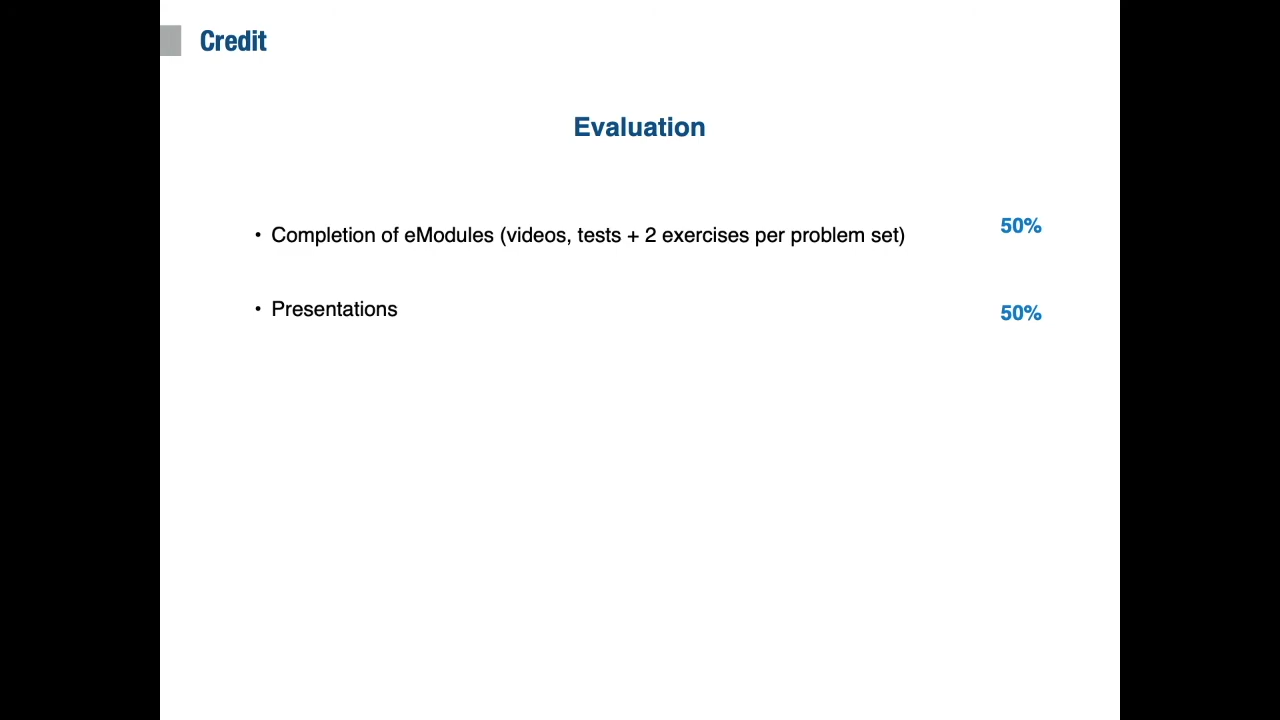 Credit
Evaluation
• Completion of eModules (videos, tests + 2 exercises per problem set) 50%
• Presentations 50%